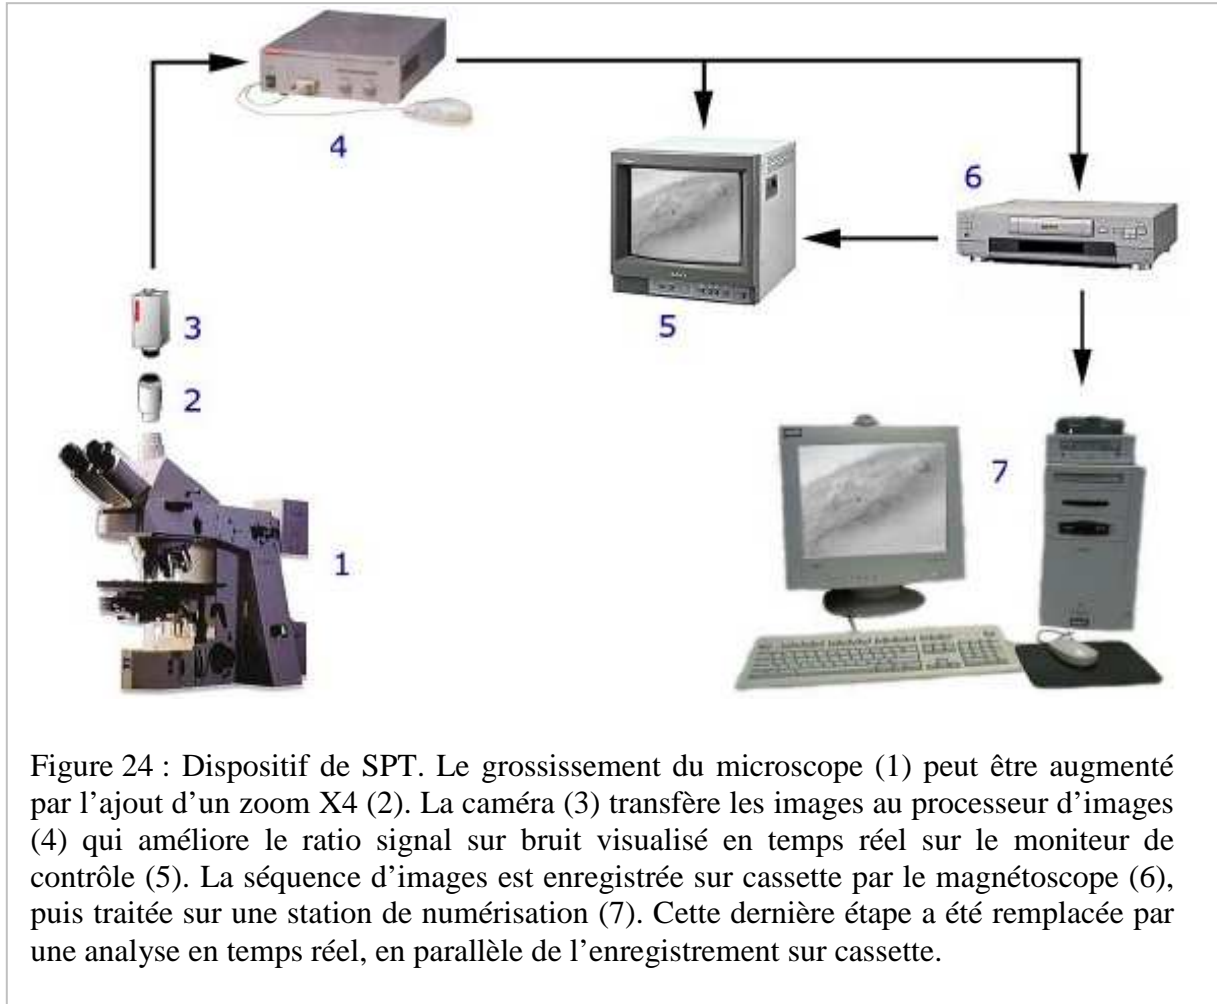 4
6
5
3
2
7
1
Figure 24 : Dispositif de SPT. Le grossissement du microscope (1) peut être augmenté
par l’ajout d’un zoom X4 (2). La caméra (3) transfère les images au processeur d’images
(4) qui améliore le ratio signal sur bruit visualisé en temps réel sur le moniteur de
contrôle (5). La séquence d’images est enregistrée sur cassette par le magnétoscope (6),
puis traitée sur une station de numérisation (7). Cette dernière étape a été remplacée par
une analyse en temps réel, en parallèle de l’enregistrement sur cassette.